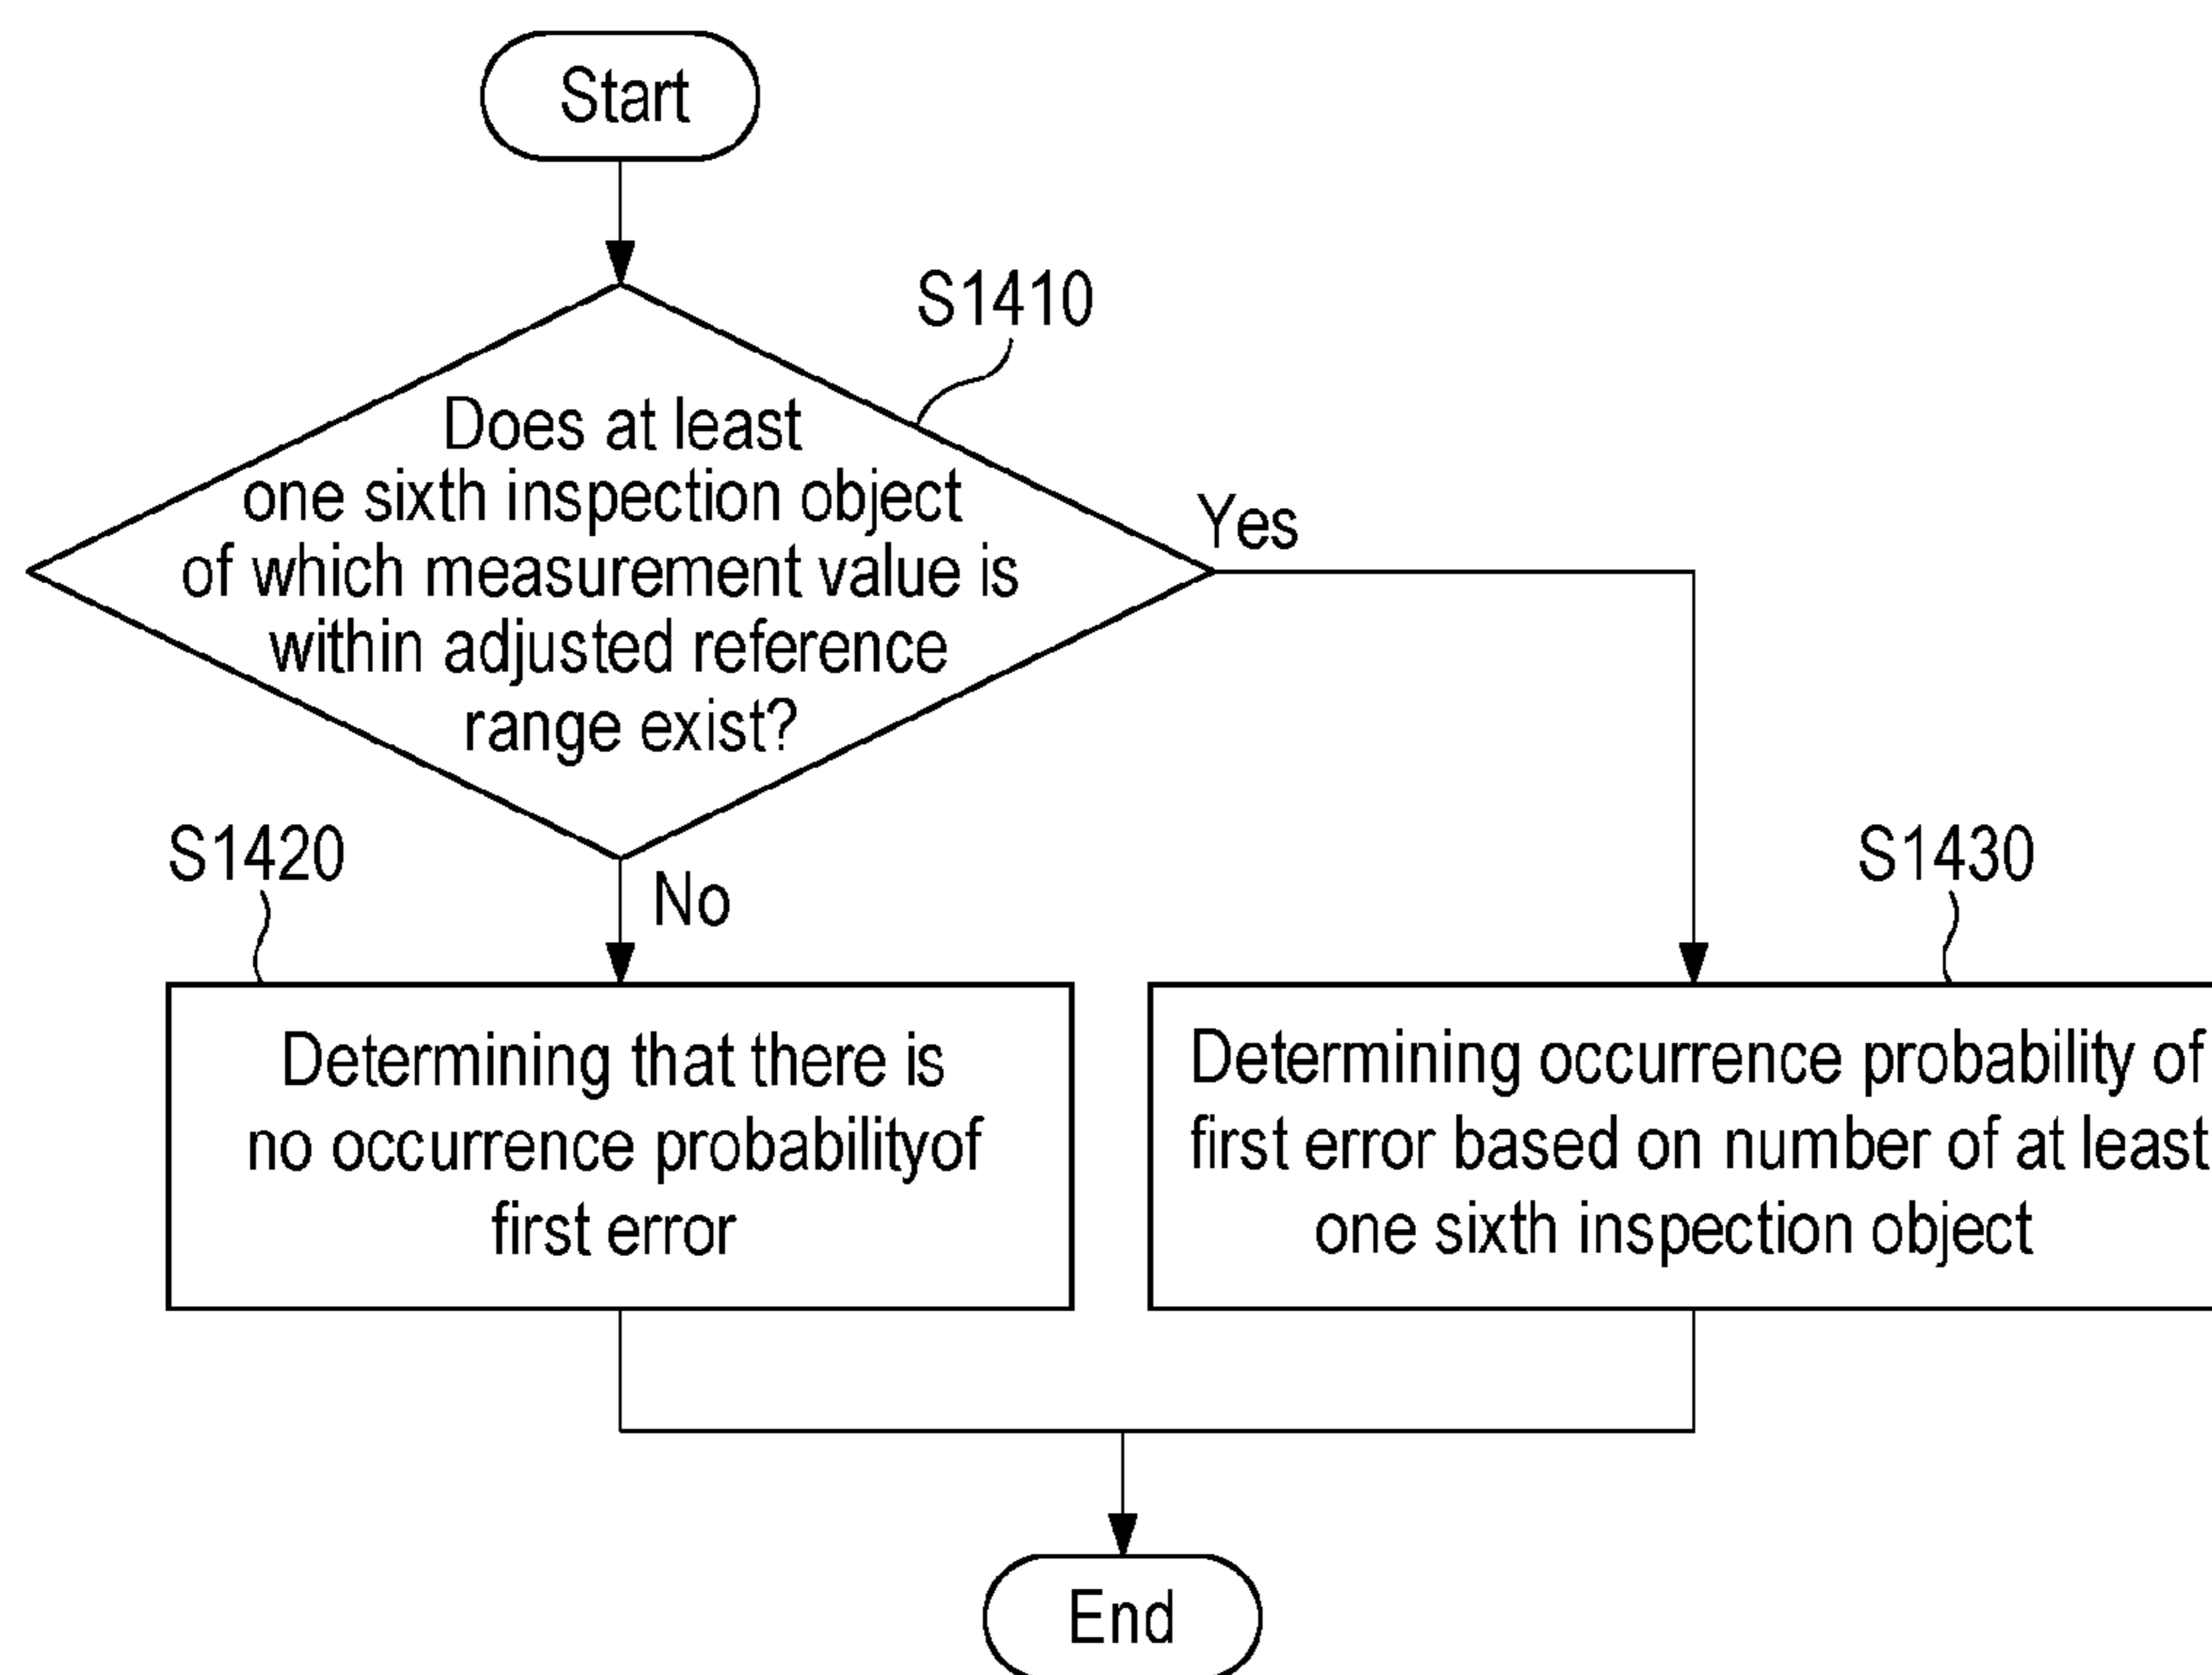 Start
S1410
Does at least
one sixth inspection object
of which measurement value is
within adjusted reference
range exist?
Yes
No
S1420
Determining that there is
no occurrence probabilityof
first error
S1430
Determining occurrence probability of
first error based on number of at least
one sixth inspection object
End